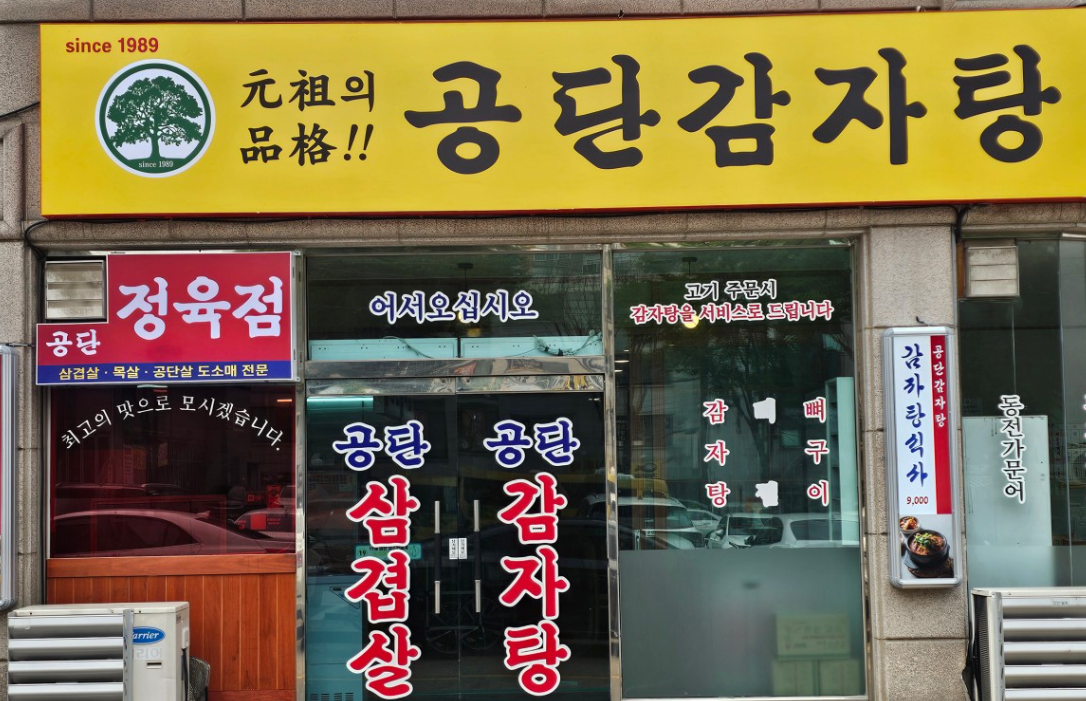 since 1989
since 1989
元祖의
品格!!
공단감자탕
정육점
공단
삼겹살 · 목살 · 공단살 도소매 전문
최고의 맛으로 모시겠습니다.
어서오십시오
고기 주문시
감자탕을 서비스로 드립니다
공단
삼겹살
공단
감자탕
감자탕
뼈구이
공단감자탕
감자탕식사
9,000
동전가문어
Carrier